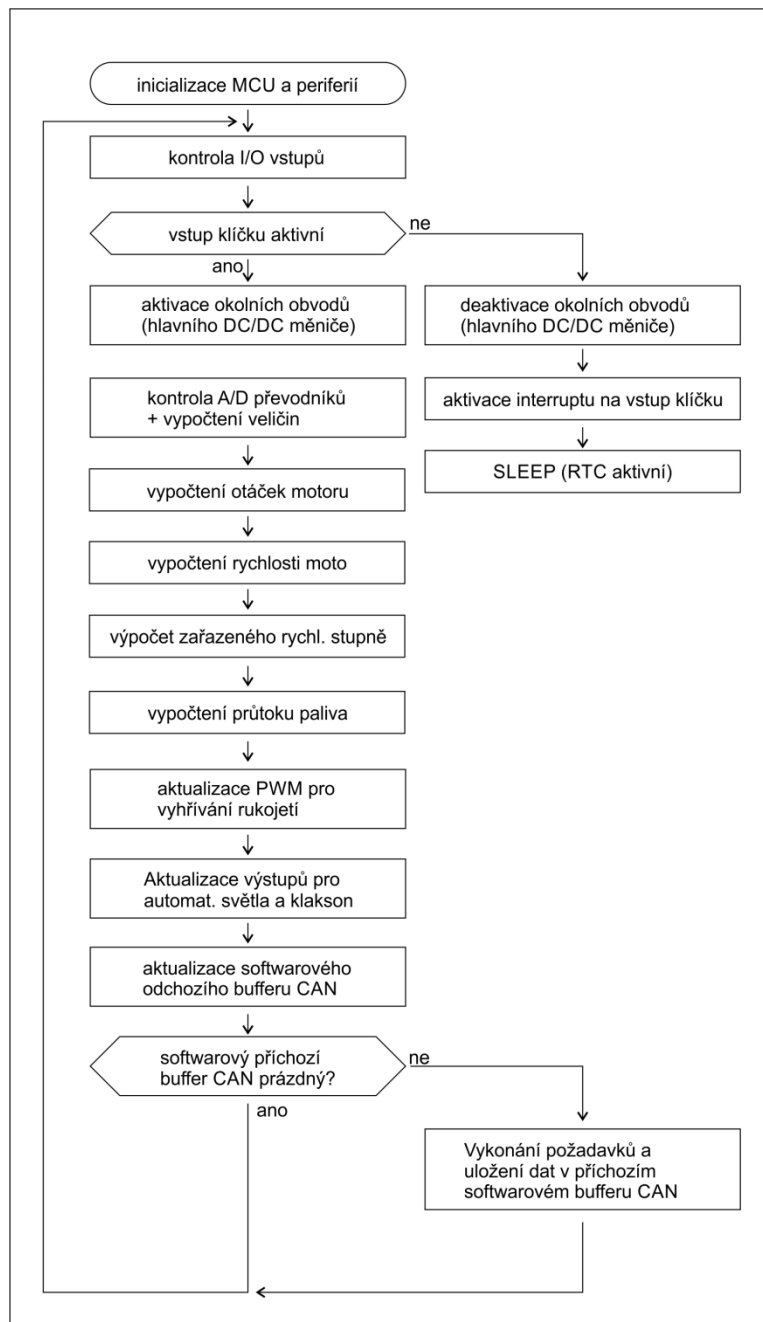 inicializace MCU a periferií
kontrola I/O vstupů
vstup klíčku aktivní
ne
ano
aktivace okolních obvodů
(hlavního DC/DC měniče)
deaktivace okolních obvodů
(hlavního DC/DC měniče)
kontrola A/D převodníků
+ vypočtení veličin
aktivace interruptu na vstup klíčku
SLEEP (RTC aktivní)
vypočtení otáček motoru
vypočtení rychlosti moto
výpočet zařazeného rychl. stupně
vypočtení průtoku paliva
aktualizace PWM pro
vyhřívání rukojetí
Aktualizace výstupů pro
automat. světla a klakson
aktualizace softwarového
odchozího bufferu CAN
softwarový příchozí
buffer CAN prázdný?
ne
ano
Vykonání požadavků a
uložení dat v příchozím
softwarovém bufferu CAN